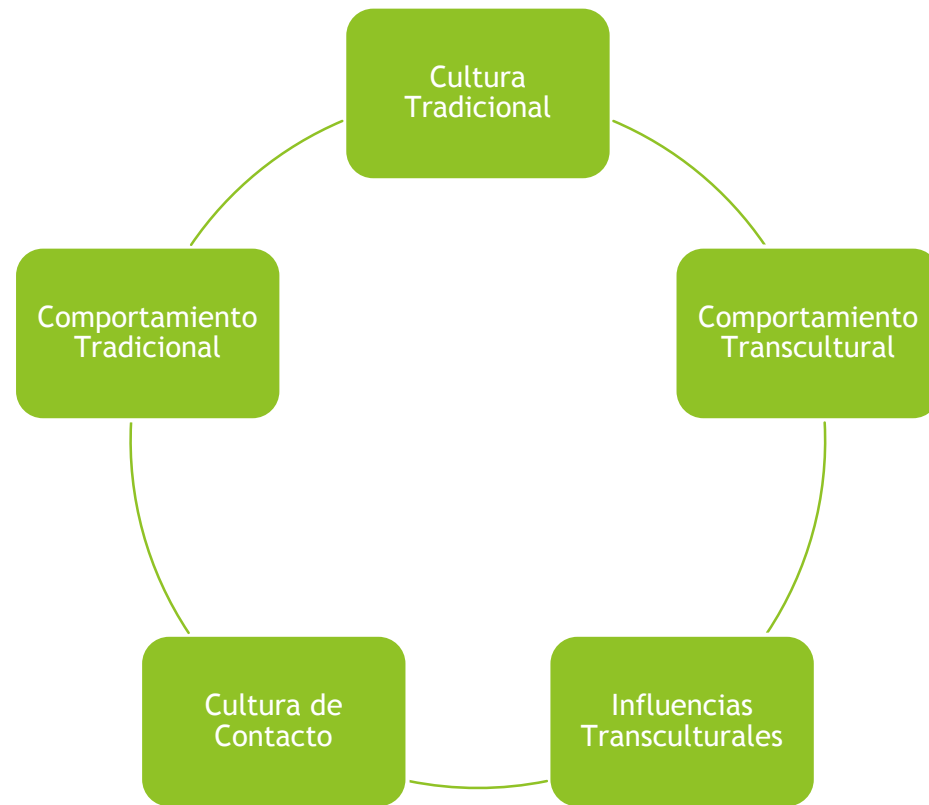 Cultura
Tradicional
Comportamiento
Transcultural
Influencias
Transculturales
Cultura de
Contacto
Comportamiento
Tradicional